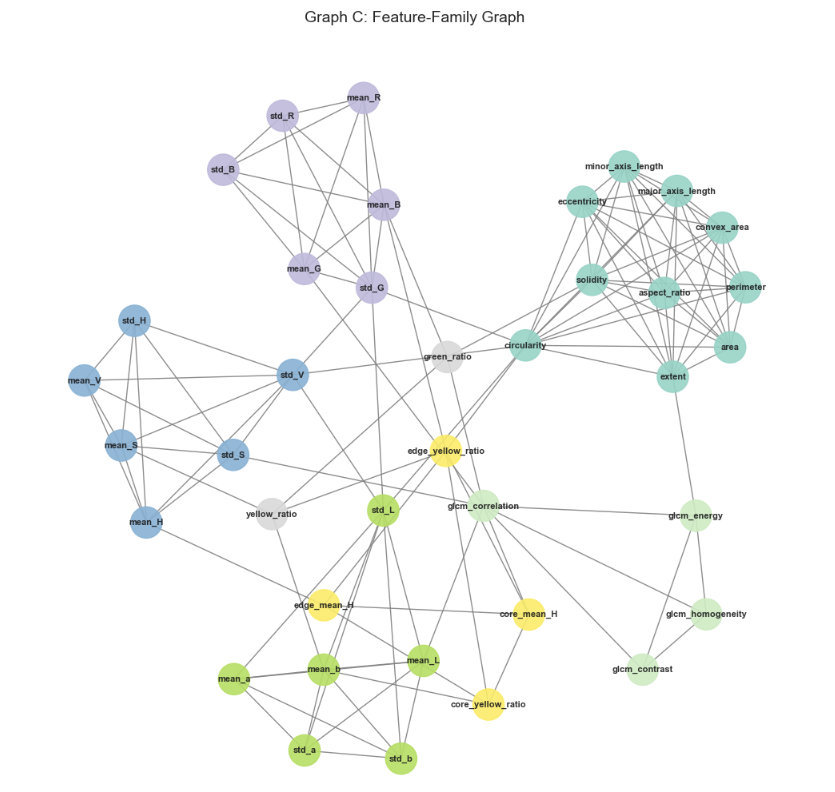 Graph C: Feature-Family Graph
mean_R
std_R
minor_axis_length
std_B
major_axis_length
eccentricity
mean_B
convex_area
mean_G
solidity
std_G
perimeter
aspect_ratio
std_H
circularity
area
green_ratio
std_V
extent
mean_V
mean_S
edge_yellow_ratio
std_S
glcm_correlation
std_L
yellow_ratio
glcm_energy
mean_H
edge_mean_H
core_mean_H
glcm_homogeneity
mean_L
mean_b
glcm_contrast
mean_a
core_yellow_ratio
std_a
std_b